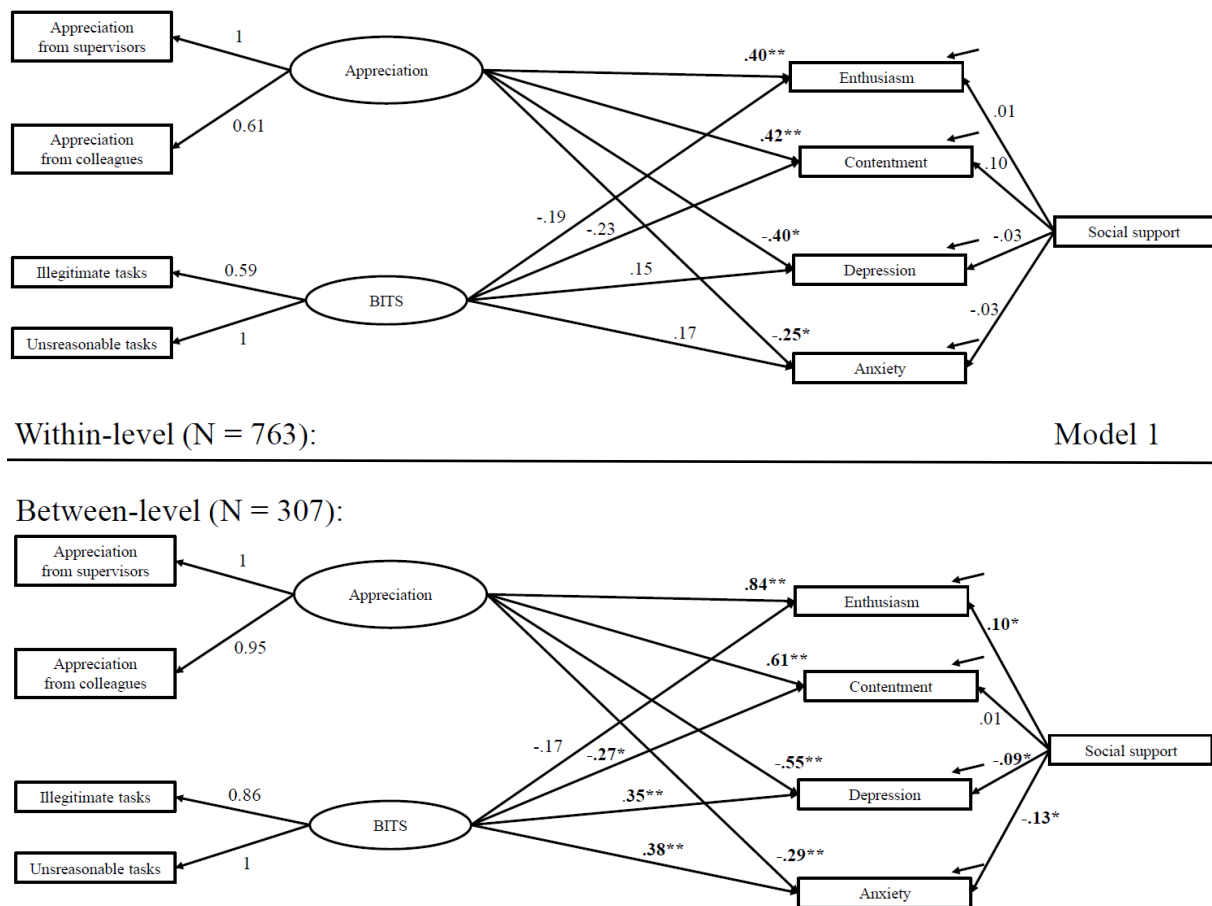 Appreciation
from supervisors
1
Appreciation
.40**
Enthusiasm
.01
Appreciation
from colleagues
0.61
.42**
Contentment
.10
-.19
-.23
-.40*
Social support
-.03
Illegitimate tasks
0.59
.15
Depression
BITS
-.03
Unsreasonable tasks
1
.17
-.25*
Anxiety
Within-level (N = 763):
Model 1
Between-level (N = 307):
Appreciation
from supervisors
1
Appreciation
.84**
Enthusiasm
.10*
Appreciation
from colleagues
0.95
.61**
Contentment
.01
-.17
-.27*
Social support
-.55**
-.09*
Illegitimate tasks
0.86
.35**
Depression
BITS
-.13*
Unsreasonable tasks
1
.38**
-.29**
Anxiety